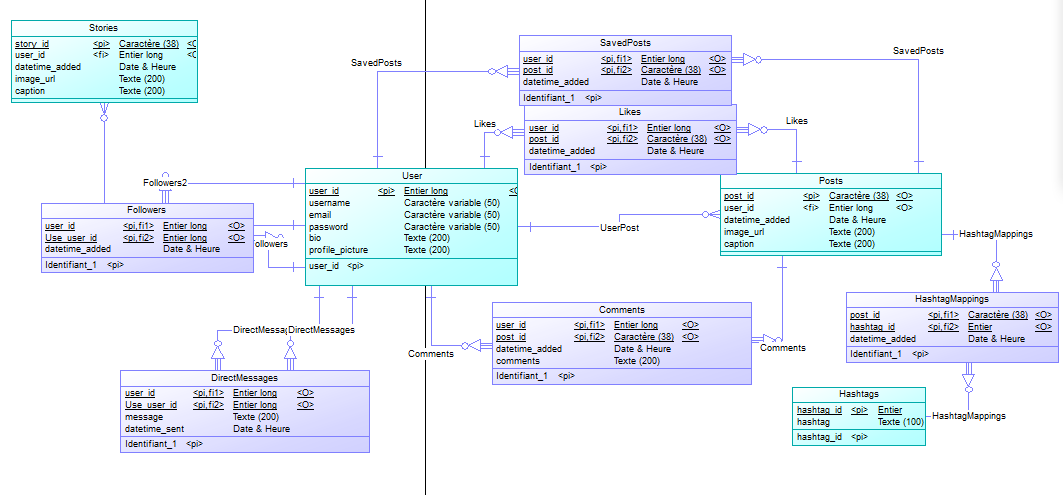 Stories
story_id <pi> Caractère (38)
user_id <fi> Entier long
datetime_added Date & Heure
image_url Texte (200)
caption Texte (200)
SavedPosts
SavedPosts
user_id <pi,fi1> Entier long <O>
post_id <pi,fi2> Caractère (38) <O>
datetime_added Date & Heure
Identifiant_1 <pi>
SavedPosts
Likes
Likes
user_id <pi,fi1> Entier long <O>
post_id <pi,fi2> Caractère (38) <O>
datetime_added Date & Heure
Identifiant_1 <pi>
Likes
Followers2
User
user_id <pi> Entier long
username Caractère variable (50)
email Caractère variable (50)
password Caractère variable (50)
bio Texte (200)
profile_picture Texte (200)
user_id <pi>
Posts
post_id <pi> Caractère (38) <O>
user_id <fi> Entier long <O>
datetime_added Date & Heure
image_url Texte (200)
caption Texte (200)
UserPost
Followers
user_id <pi,fi1> Entier long <O>
Use_user_id <pi,fi2> Entier long <O>
datetime_added Date & Heure
Identifiant_1 <pi>
ollowers
HashtagMappings
HashtagMappings
post_id <pi,fi1> Caractère (38) <O>
hashtag_id <pi,fi2> Entier <O>
datetime_added Date & Heure
Identifiant_1 <pi>
Comments
user_id <pi,fi1> Entier long <O>
post_id <pi,fi2> Caractère (38) <O>
datetime_added Date & Heure
comments Texte (200)
Identifiant_1 <pi>
DirectMessa DirectMessages
Comments
Comments
DirectMessages
user_id <pi,fi1> Entier long <O>
Use_user_id <pi,fi2> Entier long <O>
message Texte (200)
datetime_sent Date & Heure
Identifiant_1 <pi>
Hashtags
hashtag_id <pi> Entier
hashtag Texte (100)
hashtag_id <pi>
HashtagMappings